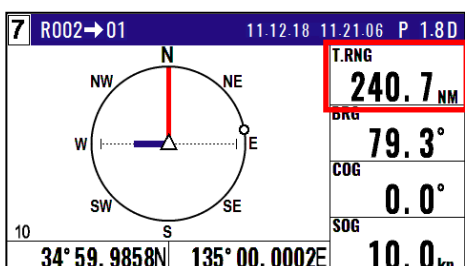 7 R002→01 11.12.18 11.21.06 P 1.8D
T.RNG
240.7NM
BRG
79.3°
COG
0.0°
SOG
10.0kn
N
NW NE
W E
SW SE
S
10
34°59.9858N 135°00.0002E